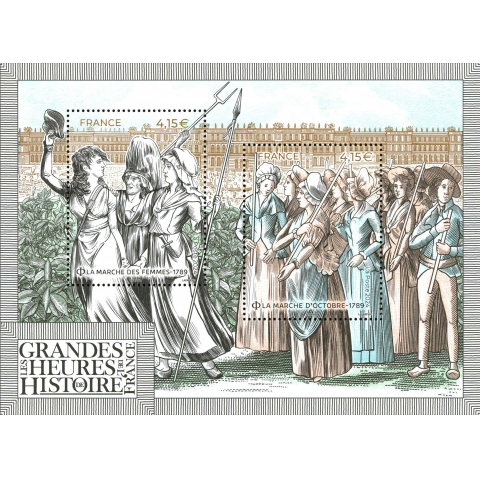 FRANCE 4,15€
LA MARCHE DES FEMMES-1789
FRANCE 4,15€
LA MARCHE D'OCTOBRE-1789
LES GRANDES
HEURES DE
HISTOIRE DE FRANCE